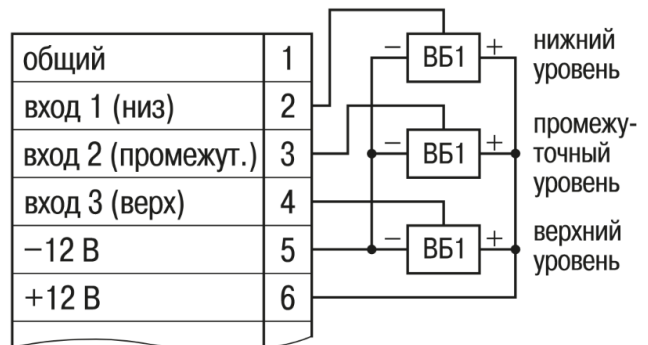 общий 1
вход 1 (низ) 2
вход 2 (промежут.) 3
вход 3 (верх) 4
−12 В 5
+12 В 6
− ВБ1 +
нижний
уровень
− ВБ1 +
промежу-
точный
уровень
− ВБ1 +
верхний
уровень